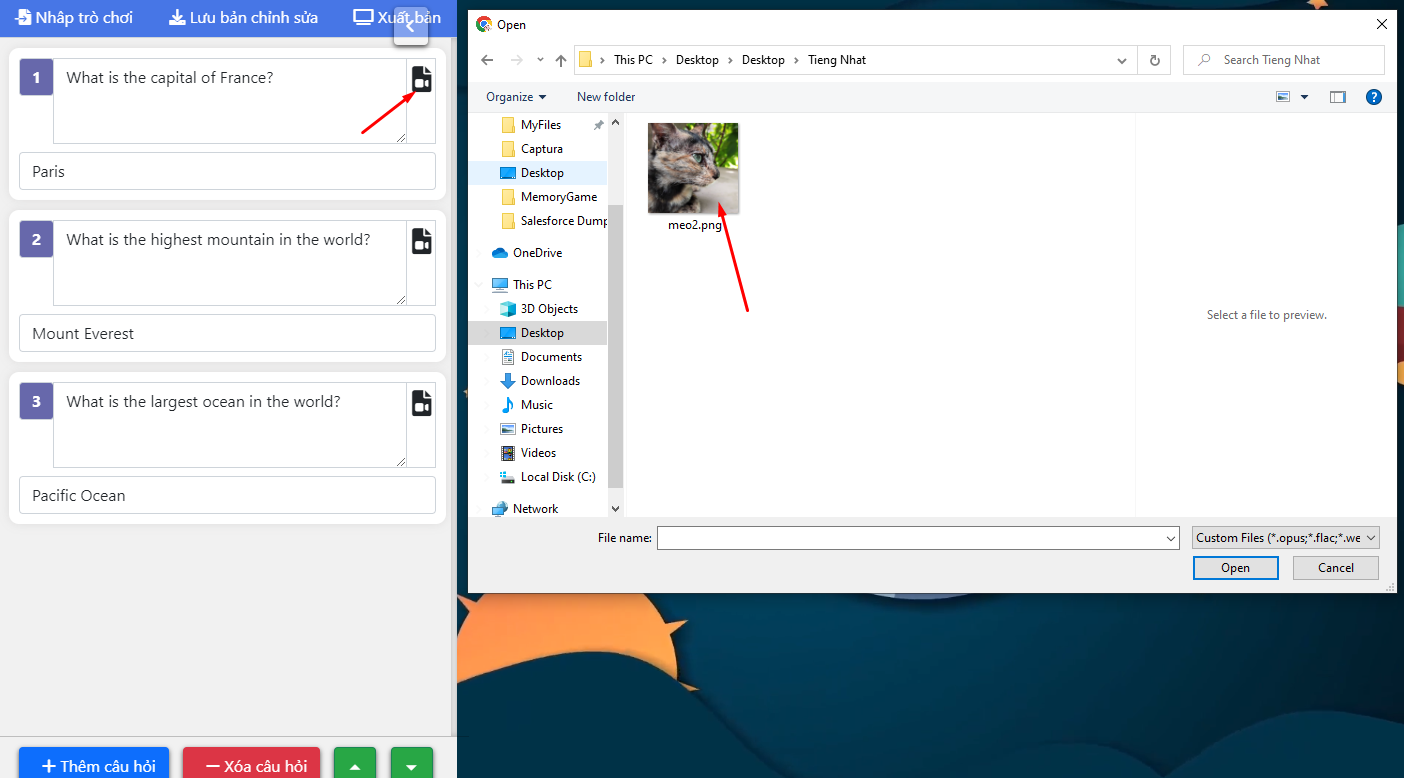 Nhập trò chơi
Lưu bản chỉnh sửa
Xuất bản
1
What is the capital of France?
Paris
2
What is the highest mountain in the world?
Mount Everest
3
What is the largest ocean in the world?
Pacific Ocean
Thêm câu hỏi
Xóa câu hỏi
Open
This PC
Desktop
Desktop
Tieng Nhat
Search Tieng Nhat
Organize
New folder
MyFiles
Captura
Desktop
MemoryGame
Salesforce Dump
OneDrive
This PC
3D Objects
Desktop
Documents
Downloads
Music
Pictures
Videos
Local Disk (C:)
Network
meo2.png
Select a file to preview.
File name:
Custom Files (*.opus;*.flac;*.we
Open
Cancel